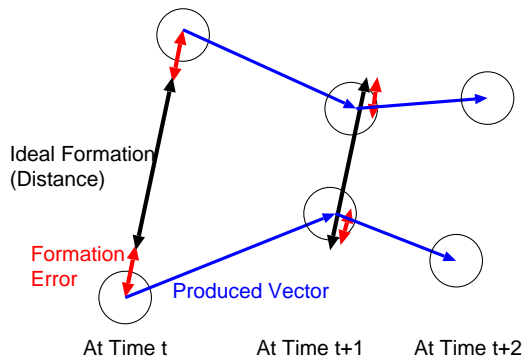 Ideal Formation
(Distance)
Formation
Error
Produced Vector
At Time t
At Time t+1
At Time t+2